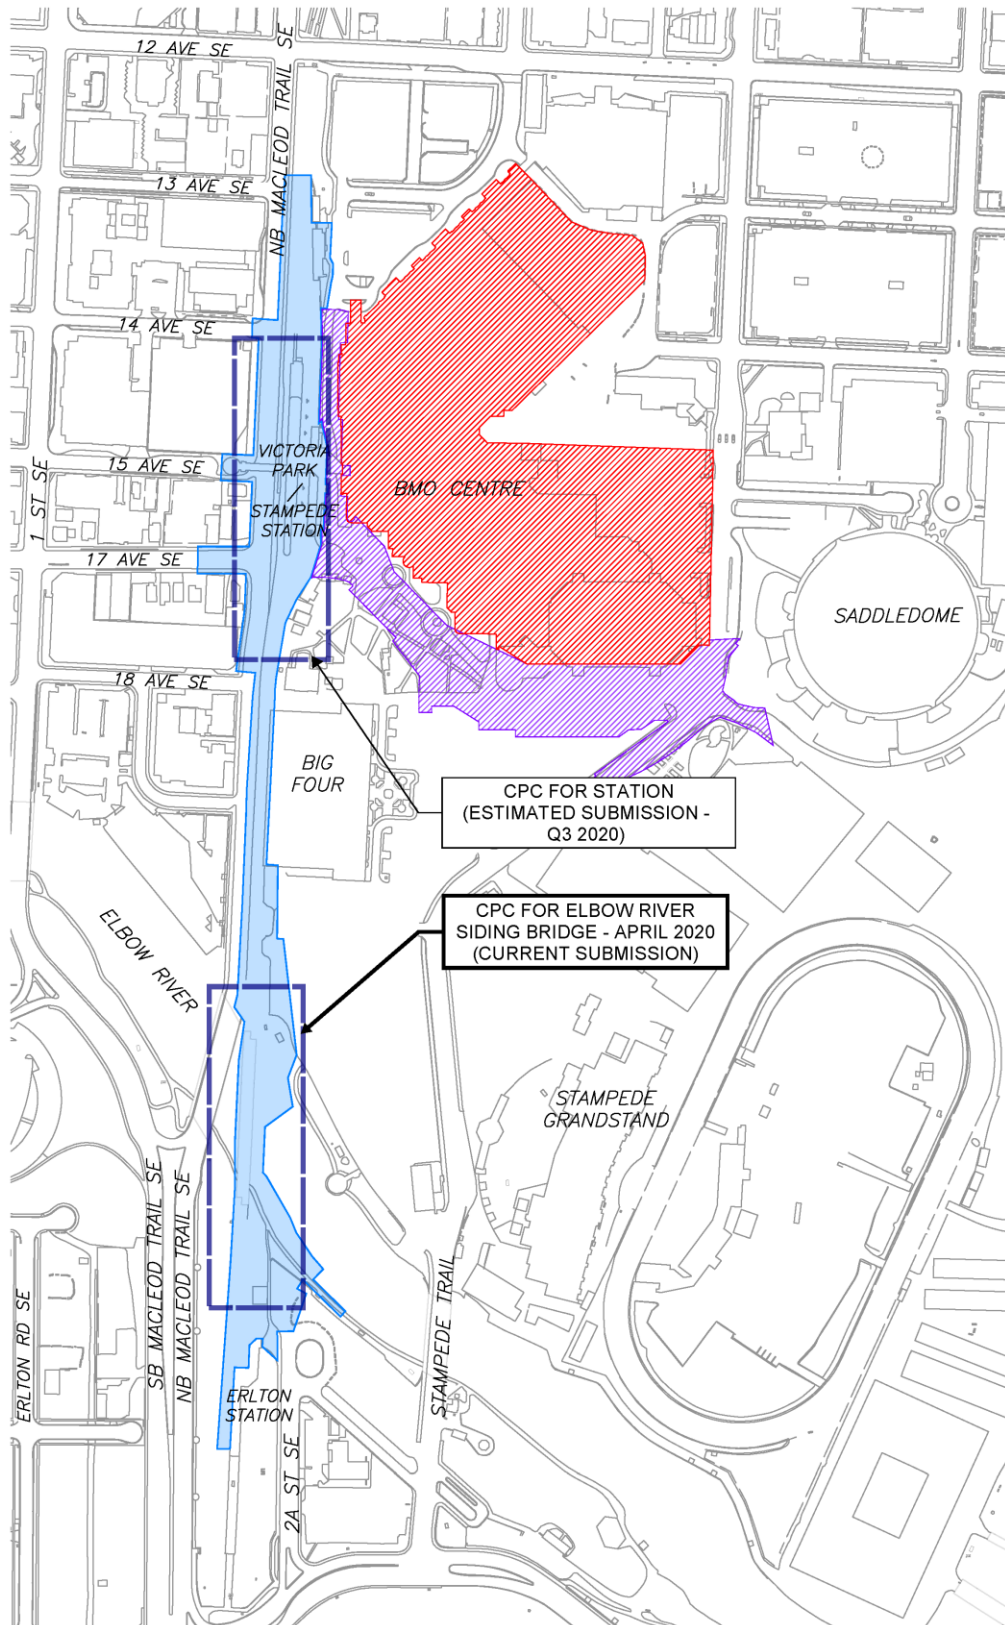 12 AVE SE
NB MACLEOD TRAIL SE
13 AVE SE
14 AVE SE
1 ST SE
15 AVE SE
VICTORIA
PARK
/
STAMPEDE
STATION
BMO CENTRE
17 AVE SE
SADDLEDOME
18 AVE SE
BIG
FOUR
CPC FOR STATION
(ESTIMATED SUBMISSION -
Q3 2020)
CPC FOR ELBOW RIVER
SIDING BRIDGE - APRIL 2020
(CURRENT SUBMISSION)
ELBOW RIVER
STAMPEDE
GRANDSTAND
SB MACLEOD TRAIL SE
NB MACLEOD TRAIL SE
ERLTON RD SE
STAMPEDE TRAIL
ERLTON
STATION
2A ST SE